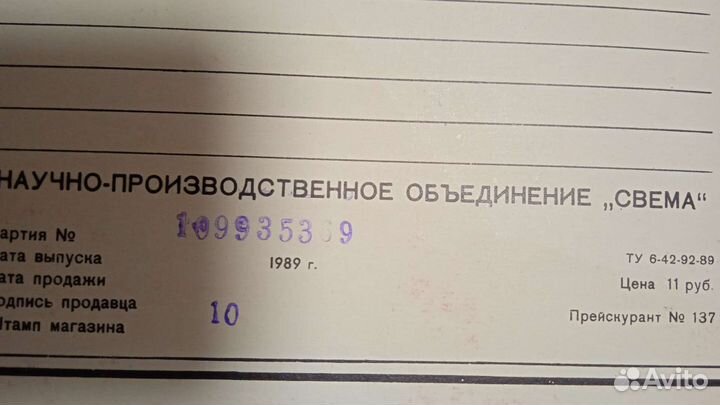 НАУЧНО-ПРОИЗВОДСТВЕННОЕ ОБЪЕДИНЕНИЕ „СВЕМА“
артия №
ата выпуска 1989 г. ТУ 6-42-92-89
ата продажи Цена 11 руб.
одпись продавца 10
Штамп магазина Прейскурант № 137
Avito